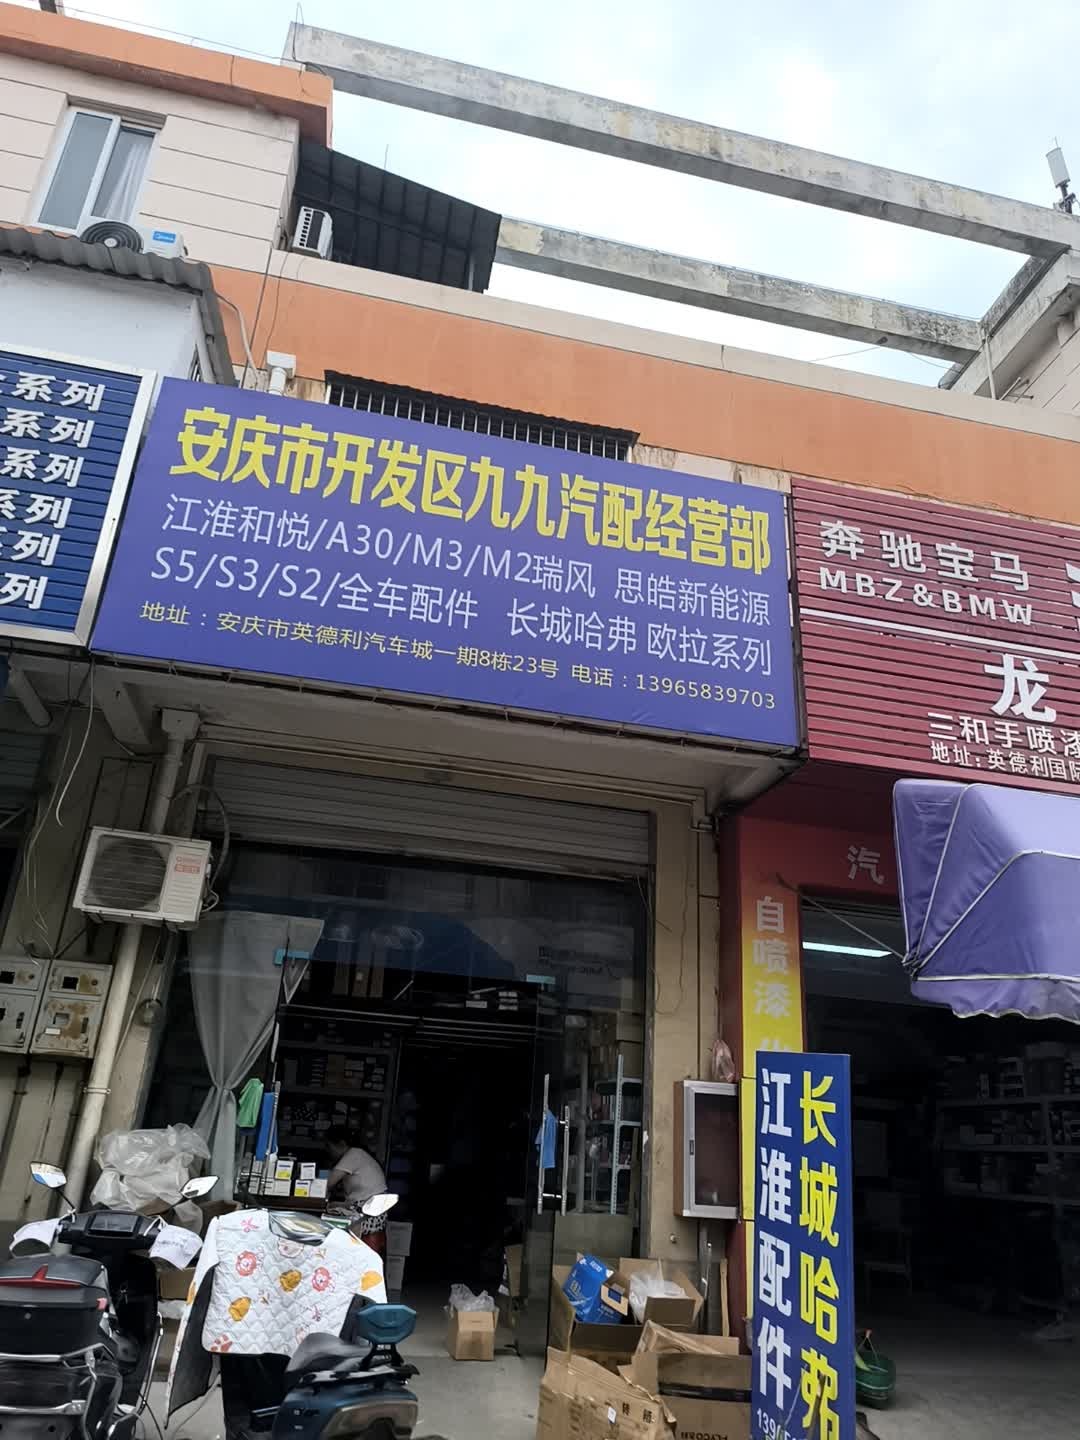 系列
系列
系列
系列
系列
系列
安庆市开发区九九汽配经营部
江淮和悦/A30/M3/M2瑞风 思皓新能源
S5/S3/S2/全车配件 长城哈弗 欧拉系列
地址：安庆市英德利汽车城一期8栋23号 电话：13965839703
奔驰宝马
MBZ&BMW
龙
三和手喷漆
地址:英德利国际
汽
自喷漆
长城哈弗
江淮配件